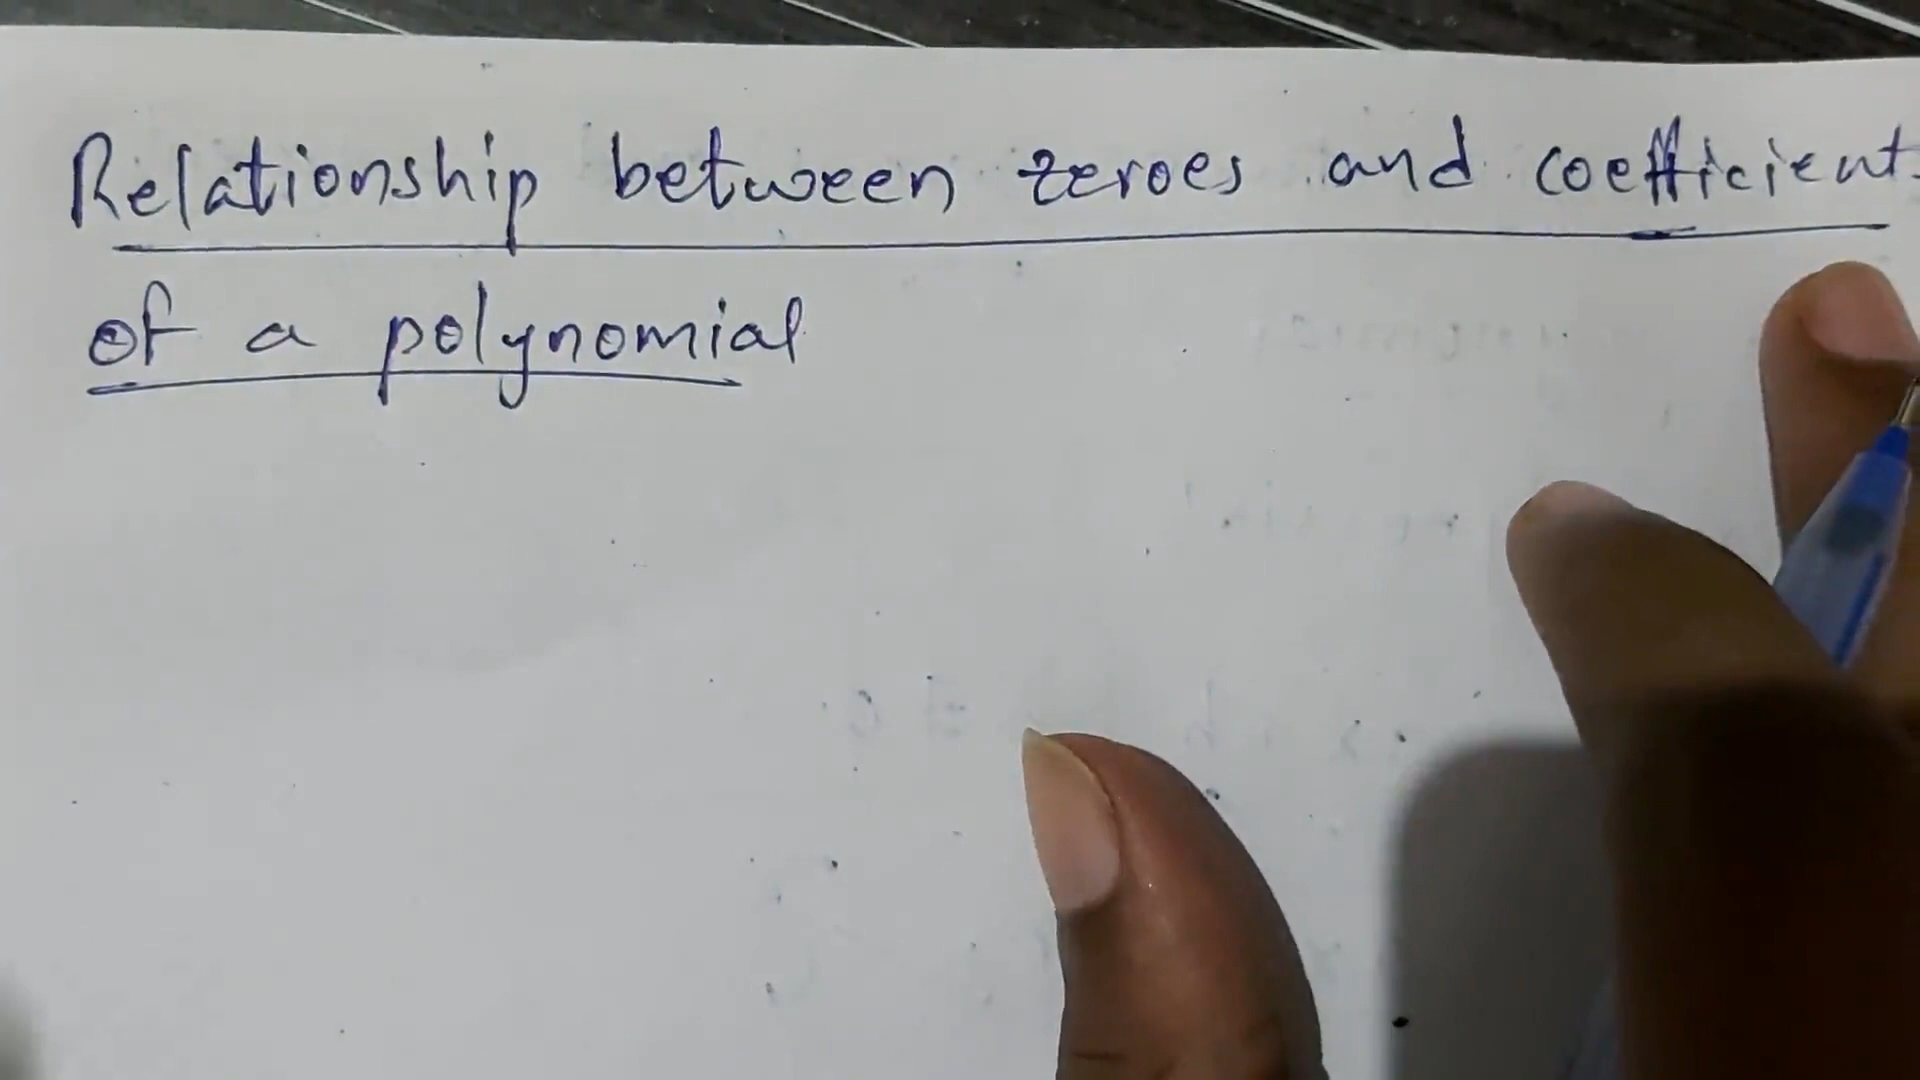 Relationship between zeroes and coefficient
of a polynomial